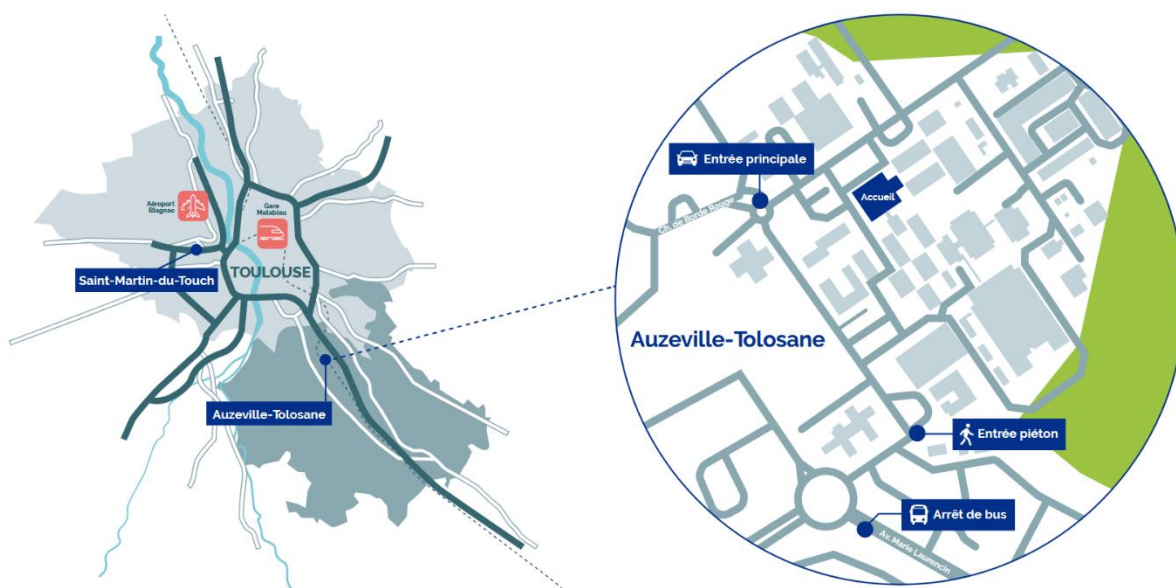 Aéroport
Blagnac
Gare
Matabiau
TOULOUSE
Saint-Martin-du-Touch
Auzeville-Tolosane
Entrée principale
Ch. de Borde Rouge
Accueil
Auzeville-Tolosane
Entrée piéton
Arrêt de bus
Av. Marie Laurencin